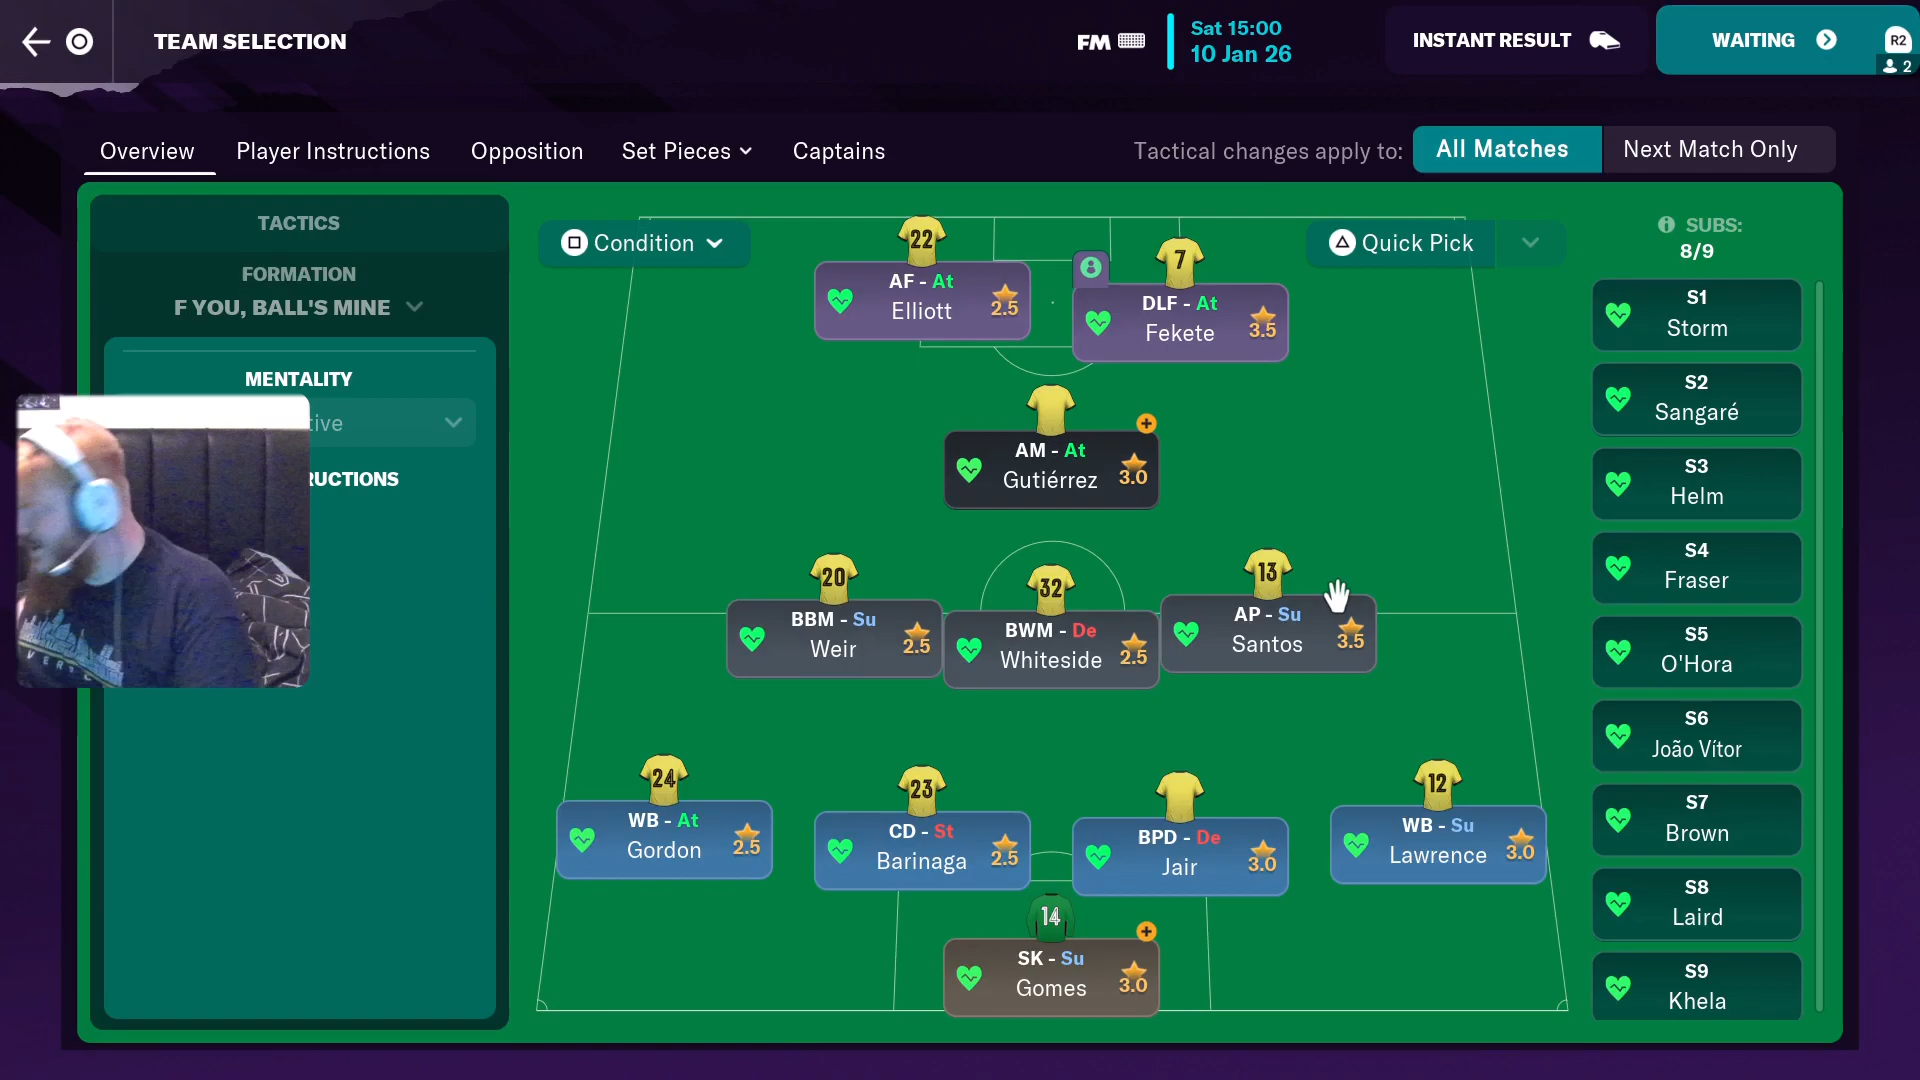 TEAM SELECTION
FM
Sat 15:00
10 Jan 26
INSTANT RESULT
WAITING
R2
2
Overview
Player Instructions
Opposition
Set Pieces
Captains
Tactical changes apply to:
All Matches
Next Match Only
TACTICS
FORMATION
F YOU, BALL'S MINE
MENTALITY
tive
RUCTIONS
Condition
Quick Pick
22
AF - At
Elliott
2.5
7
DLF - At
Fekete
3.5
AM - At
Gutiérrez
3.0
20
BBM - Su
Weir
2.5
32
BWM - De
Whiteside
2.5
13
AP - Su
Santos
3.5
24
WB - At
Gordon
2.5
23
CD - St
Barinaga
2.5
BPD - De
Jair
3.0
12
WB - Su
Lawrence
3.0
14
SK - Su
Gomes
3.0
SUBS:
8/9
S1
Storm
S2
Sangaré
S3
Helm
S4
Fraser
S5
O'Hora
S6
João Vítor
S7
Brown
S8
Laird
S9
Khela